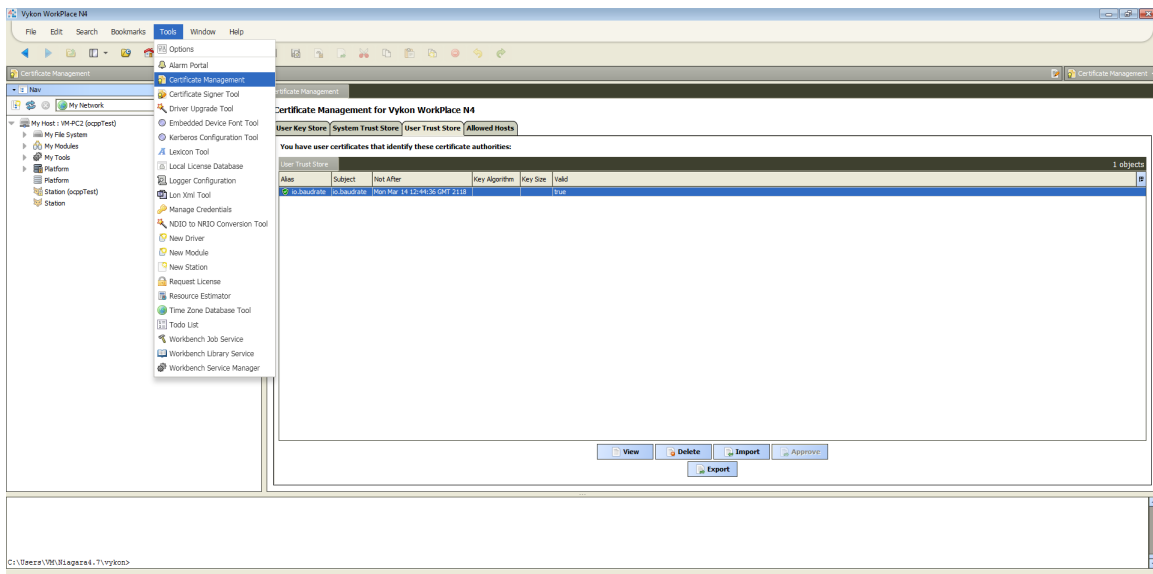 Vykon WorkPlace N4
File Edit Search Bookmarks Tools Window Help
Certificate Management
Certificate Management
Nav
My Network
My Host : VM-PC2 (ocppTest)
My File System
My Modules
My Tools
Platform
Platform
Station (ocppTest)
Station
Options
Alarm Portal
Certificate Management
Certificate Signer Tool
Driver Upgrade Tool
Embedded Device Font Tool
Kerberos Configuration Tool
Lexicon Tool
Local License Database
Logger Configuration
Lon Xml Tool
Manage Credentials
NDIO to NRIO Conversion Tool
New Driver
New Module
New Station
Request License
Resource Estimator
Time Zone Database Tool
Todo List
Workbench Job Service
Workbench Library Service
Workbench Service Manager
ertificate Management
Certificate Management for Vykon WorkPlace N4
User Key Store System Trust Store User Trust Store Allowed Hosts
You have user certificates that identify these certificate authorities:
User Trust Store 1 objects
Alias Subject Not After Key Algorithm Key Size Valid
io.baudrate io.baudrate Mon Mar 14 12:44:36 GMT 2118 true
View Delete Import Approve
Export
C:\Users\VM\Niagara4.7\vykon>